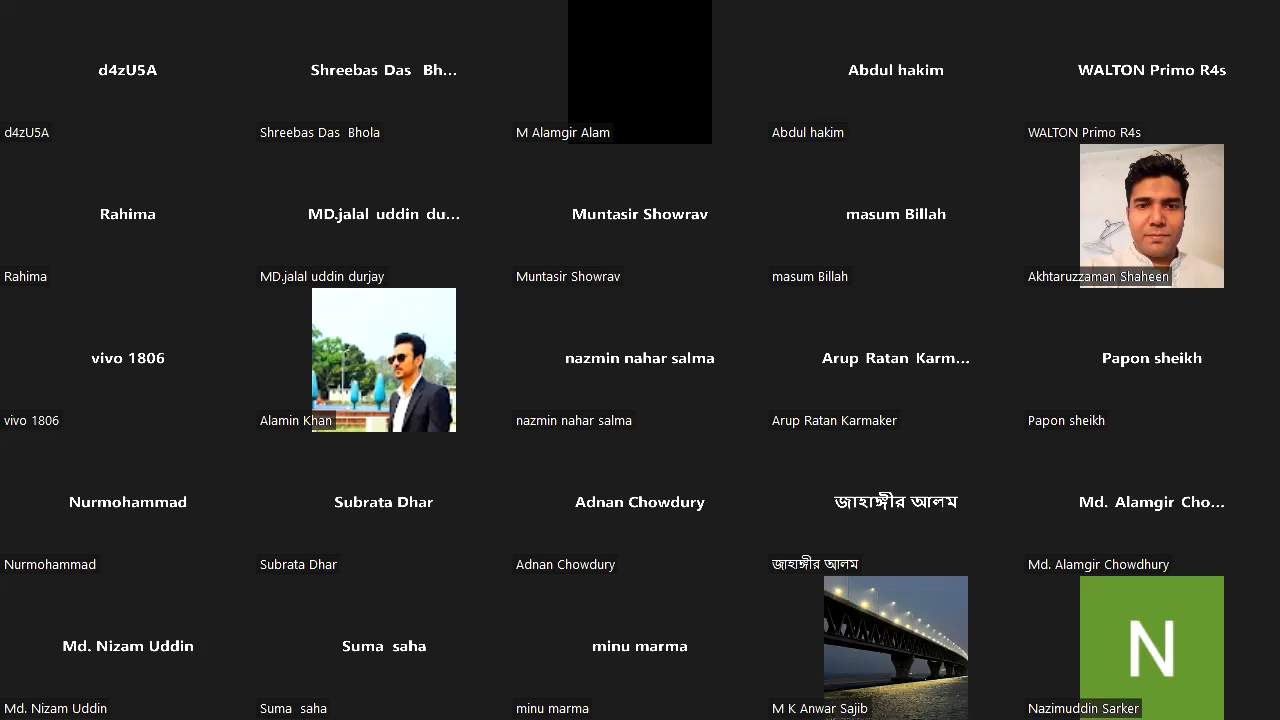 d4zU5A
Shreebas Das  Bh...
Abdul hakim
WALTON Primo R4s
d4zU5A
Shreebas Das  Bhola
M Alamgir Alam
Abdul hakim
WALTON Primo R4s
Rahima
MD.jalal uddin du...
Muntasir Showrav
masum Billah
Rahima
MD.jalal uddin durjay
Muntasir Showrav
masum Billah
Akhtaruzzaman Shaheen
vivo 1806
nazmin nahar salma
Arup Ratan Karm...
Papon sheikh
vivo 1806
Alamin Khan
nazmin nahar salma
Arup Ratan Karmaker
Papon sheikh
Nurmohammad
Subrata Dhar
Adnan Chowdury
জাহাঙ্গীর আলম
Md. Alamgir Cho...
Nurmohammad
Subrata Dhar
Adnan Chowdury
জাহাঙ্গীর আলম
Md. Alamgir Chowdhury
Md. Nizam Uddin
Suma  saha
minu marma
N
Md. Nizam Uddin
Suma  saha
minu marma
M K Anwar Sajib
Nazimuddin Sarker